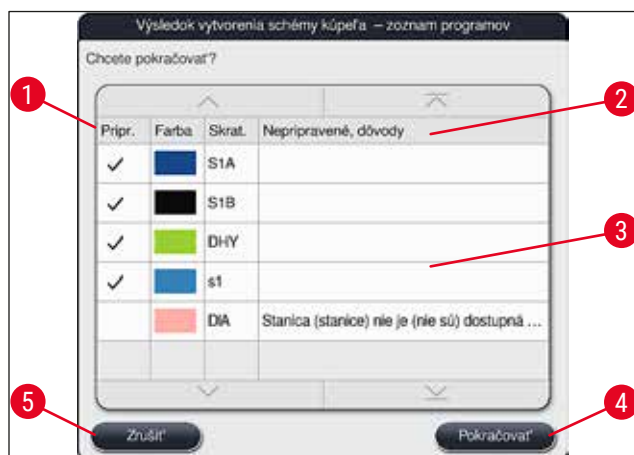 Výsledok vytvorenia schémy kúpeľa – zoznam programov
Chcete pokračovať?
1
2
Pripr. Farba Skrat. Nepripravené, dôvody
S1A
S1B
DHY
3
s1
DIA Stanica (stanice) nie je (nie sú) dostupná ...
5
4
Zrušiť Pokračovať